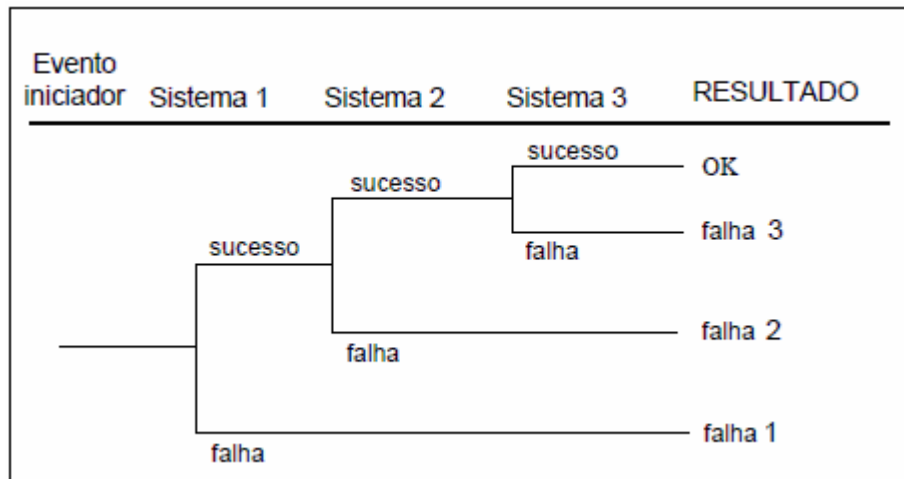 Evento
iniciador Sistema 1 Sistema 2 Sistema 3 RESULTADO
sucesso OK
sucesso
falha 3
falha
sucesso
falha 2
falha
falha 1
falha